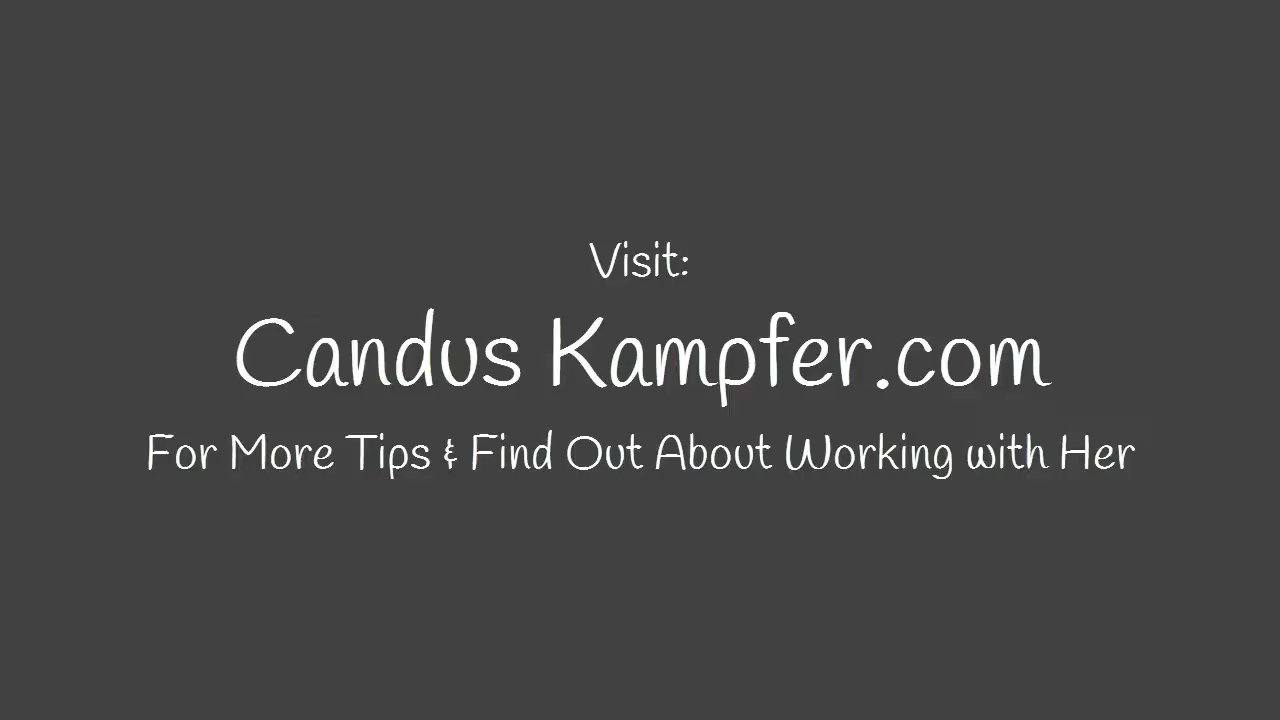 Visit:
Candus Kampfer.com
For More Tips & Find Out About Working with Her